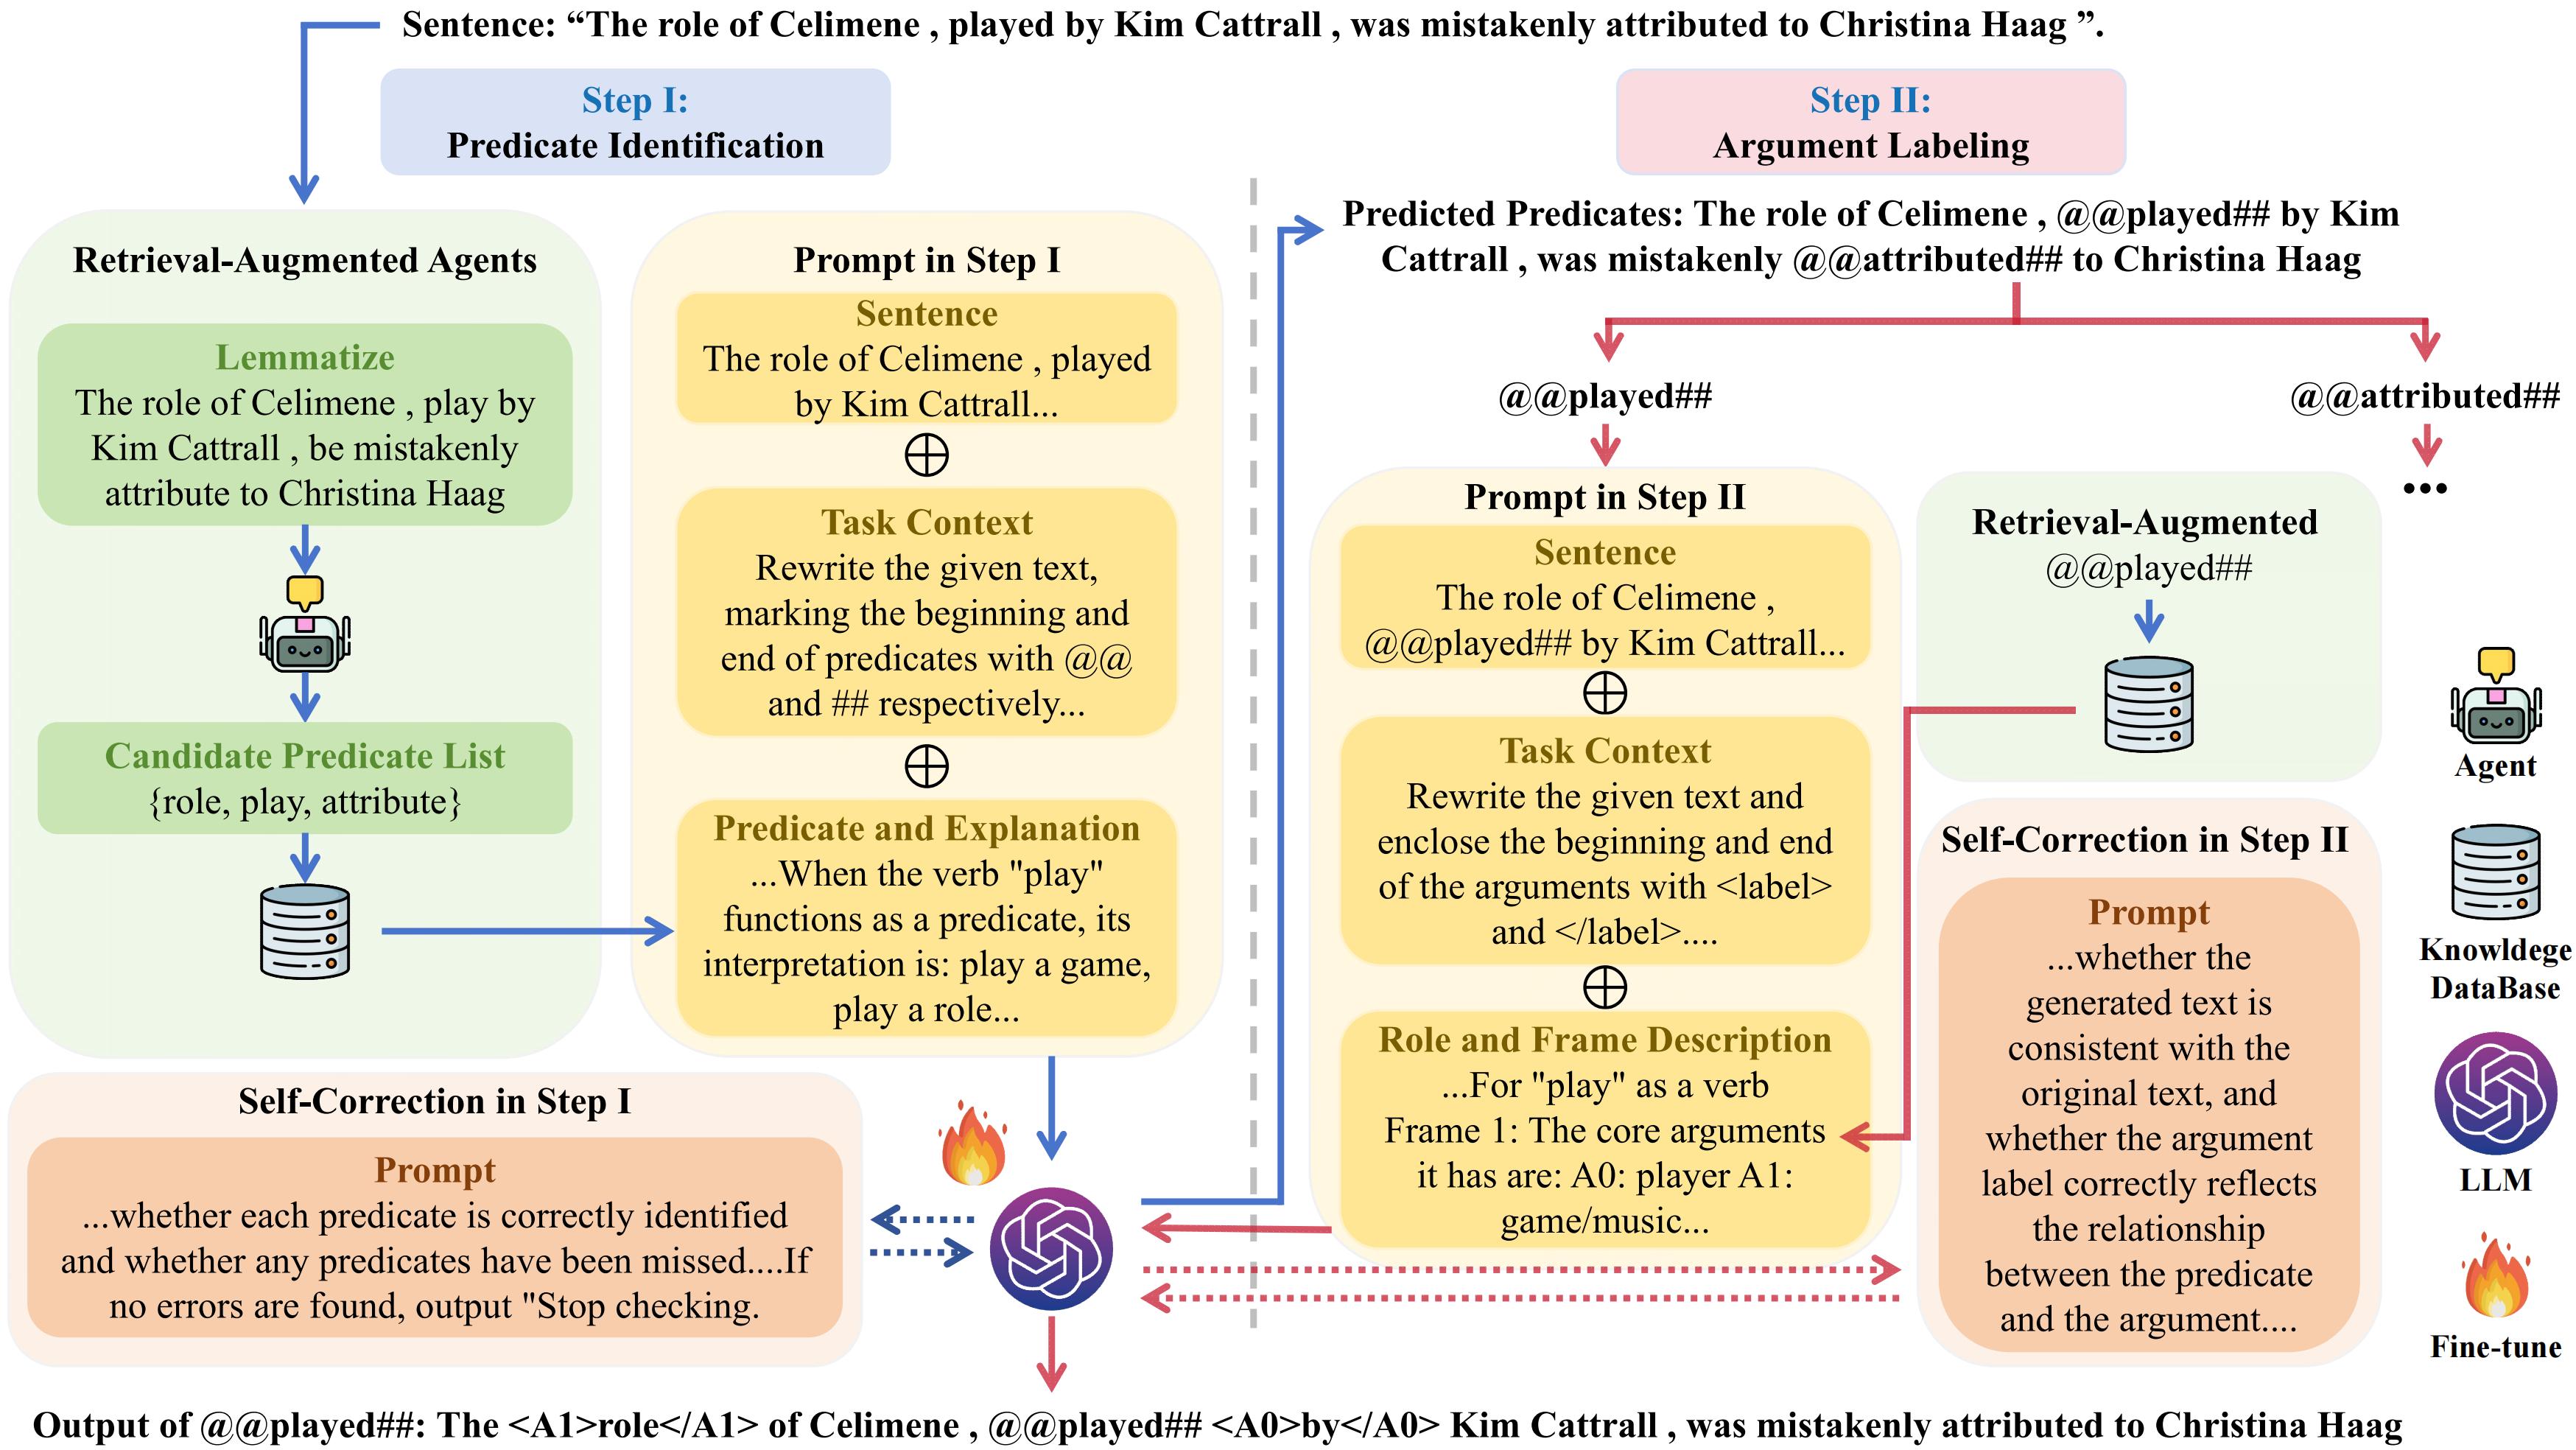 Sentence: “The role of Celimene , played by Kim Cattrall , was mistakenly attributed to Christina Haag ”.
Step I:
Predicate Identification
Retrieval-Augmented Agents
Lemmatize
The role of Celimene , play by
Kim Cattrall , be mistakenly
attribute to Christina Haag
Candidate Predicate List
{role, play, attribute}
Prompt in Step I
Sentence
The role of Celimene , played
by Kim Cattrall...
Task Context
Rewrite the given text,
marking the beginning and
end of predicates with @@
and ## respectively...
Predicate and Explanation
...When the verb "play"
functions as a predicate, its
interpretation is: play a game,
play a role...
Self-Correction in Step I
Prompt
...whether each predicate is correctly identified
and whether any predicates have been missed....If
no errors are found, output "Stop checking.
Step II:
Argument Labeling
Predicted Predicates: The role of Celimene , @@played## by Kim
Cattrall , was mistakenly @@attributed## to Christina Haag
@@played##
@@attributed##
...
Prompt in Step II
Sentence
The role of Celimene ,
@@played## by Kim Cattrall...
Task Context
Rewrite the given text and
enclose the beginning and end
of the arguments with <label>
and </label>....
Role and Frame Description
...For "play" as a verb
Frame 1: The core arguments
it has are: A0: player A1:
game/music...
Retrieval-Augmented
@@played##
Self-Correction in Step II
Prompt
...whether the
generated text is
consistent with the
original text, and
whether the argument
label correctly reflects
the relationship
between the predicate
and the argument....
Agent
Knowldege
DataBase
LLM
Fine-tune
Output of @@played##: The <A1>role</A1> of Celimene , @@played## <A0>by</A0> Kim Cattrall , was mistakenly attributed to Christina Haag